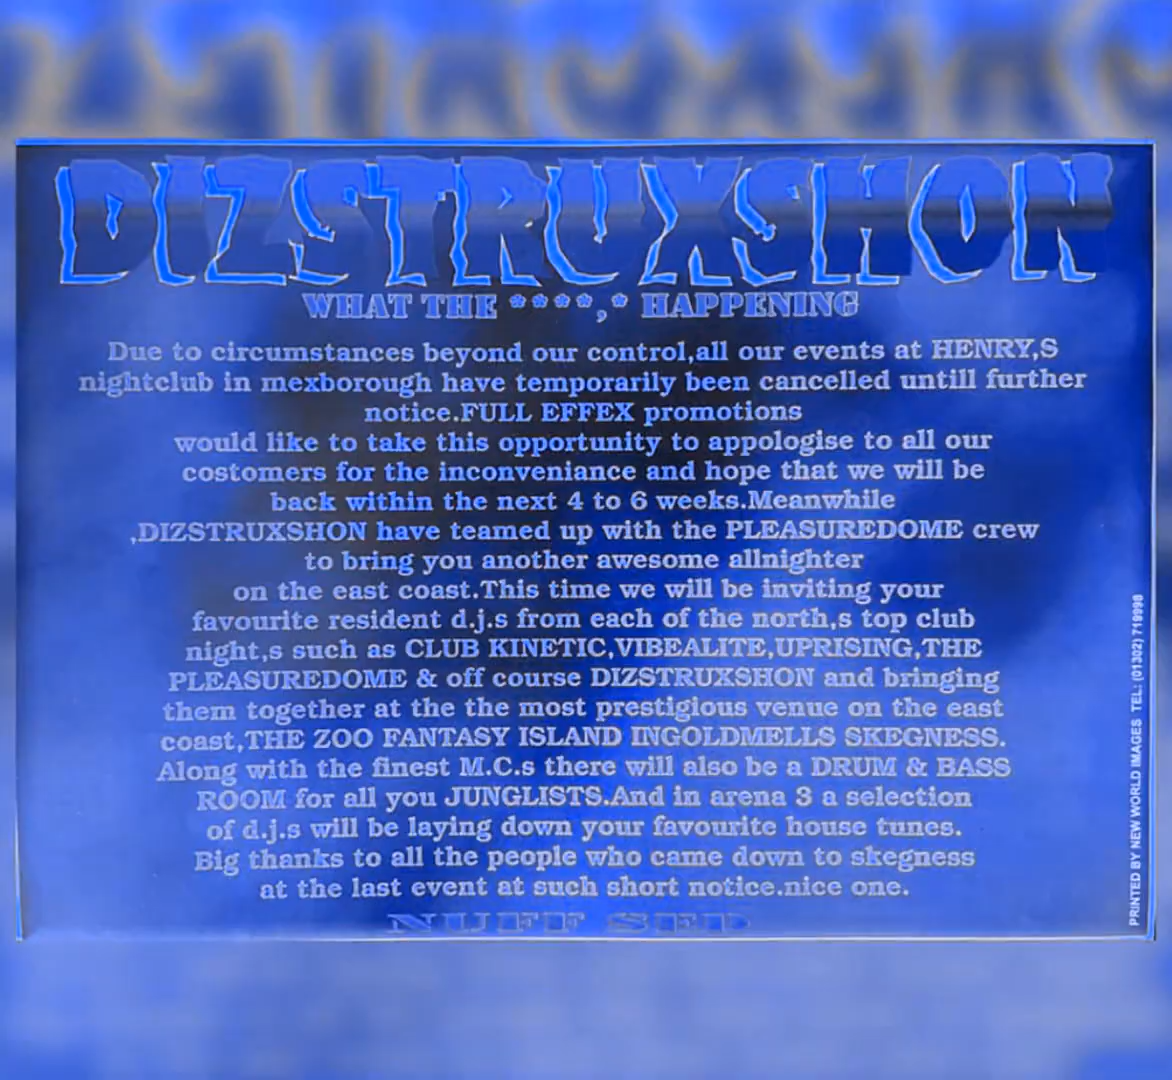 DIZSTRUXSHON
WHAT THE ****,* HAPPENING
Due to circumstances beyond our control,all our events at HENRY,S
nightclub in mexborough have temporarily been cancelled untill further
notice.FULL EFFEX promotions
would like to take this opportunity to appologise to all our
costomers for the inconveniance and hope that we will be
back within the next 4 to 6 weeks.Meanwhile
,DIZSTRUXSHON have teamed up with the PLEASUREDOME crew
to bring you another awesome allnighter
on the east coast.This time we will be inviting your
favourite resident d.j.s from each of the north,s top club
night,s such as CLUB KINETIC,VIBEALITE,UPRISING,THE
PLEASUREDOME & off course DIZSTRUXSHON and bringing
them together at the the most prestigious venue on the east
coast,THE ZOO FANTASY ISLAND INGOLDMELLS SKEGNESS.
Along with the finest M.C.s there will also be a DRUM & BASS
ROOM for all you JUNGLISTS.And in arena 3 a selection
of d.j.s will be laying down your favourite house tunes.
Big thanks to all the people who came down to skegness
at the last event at such short notice.nice one.
NUFF SED
PRINTED BY NEW WORLD IMAGES TEL: (01302) 719998